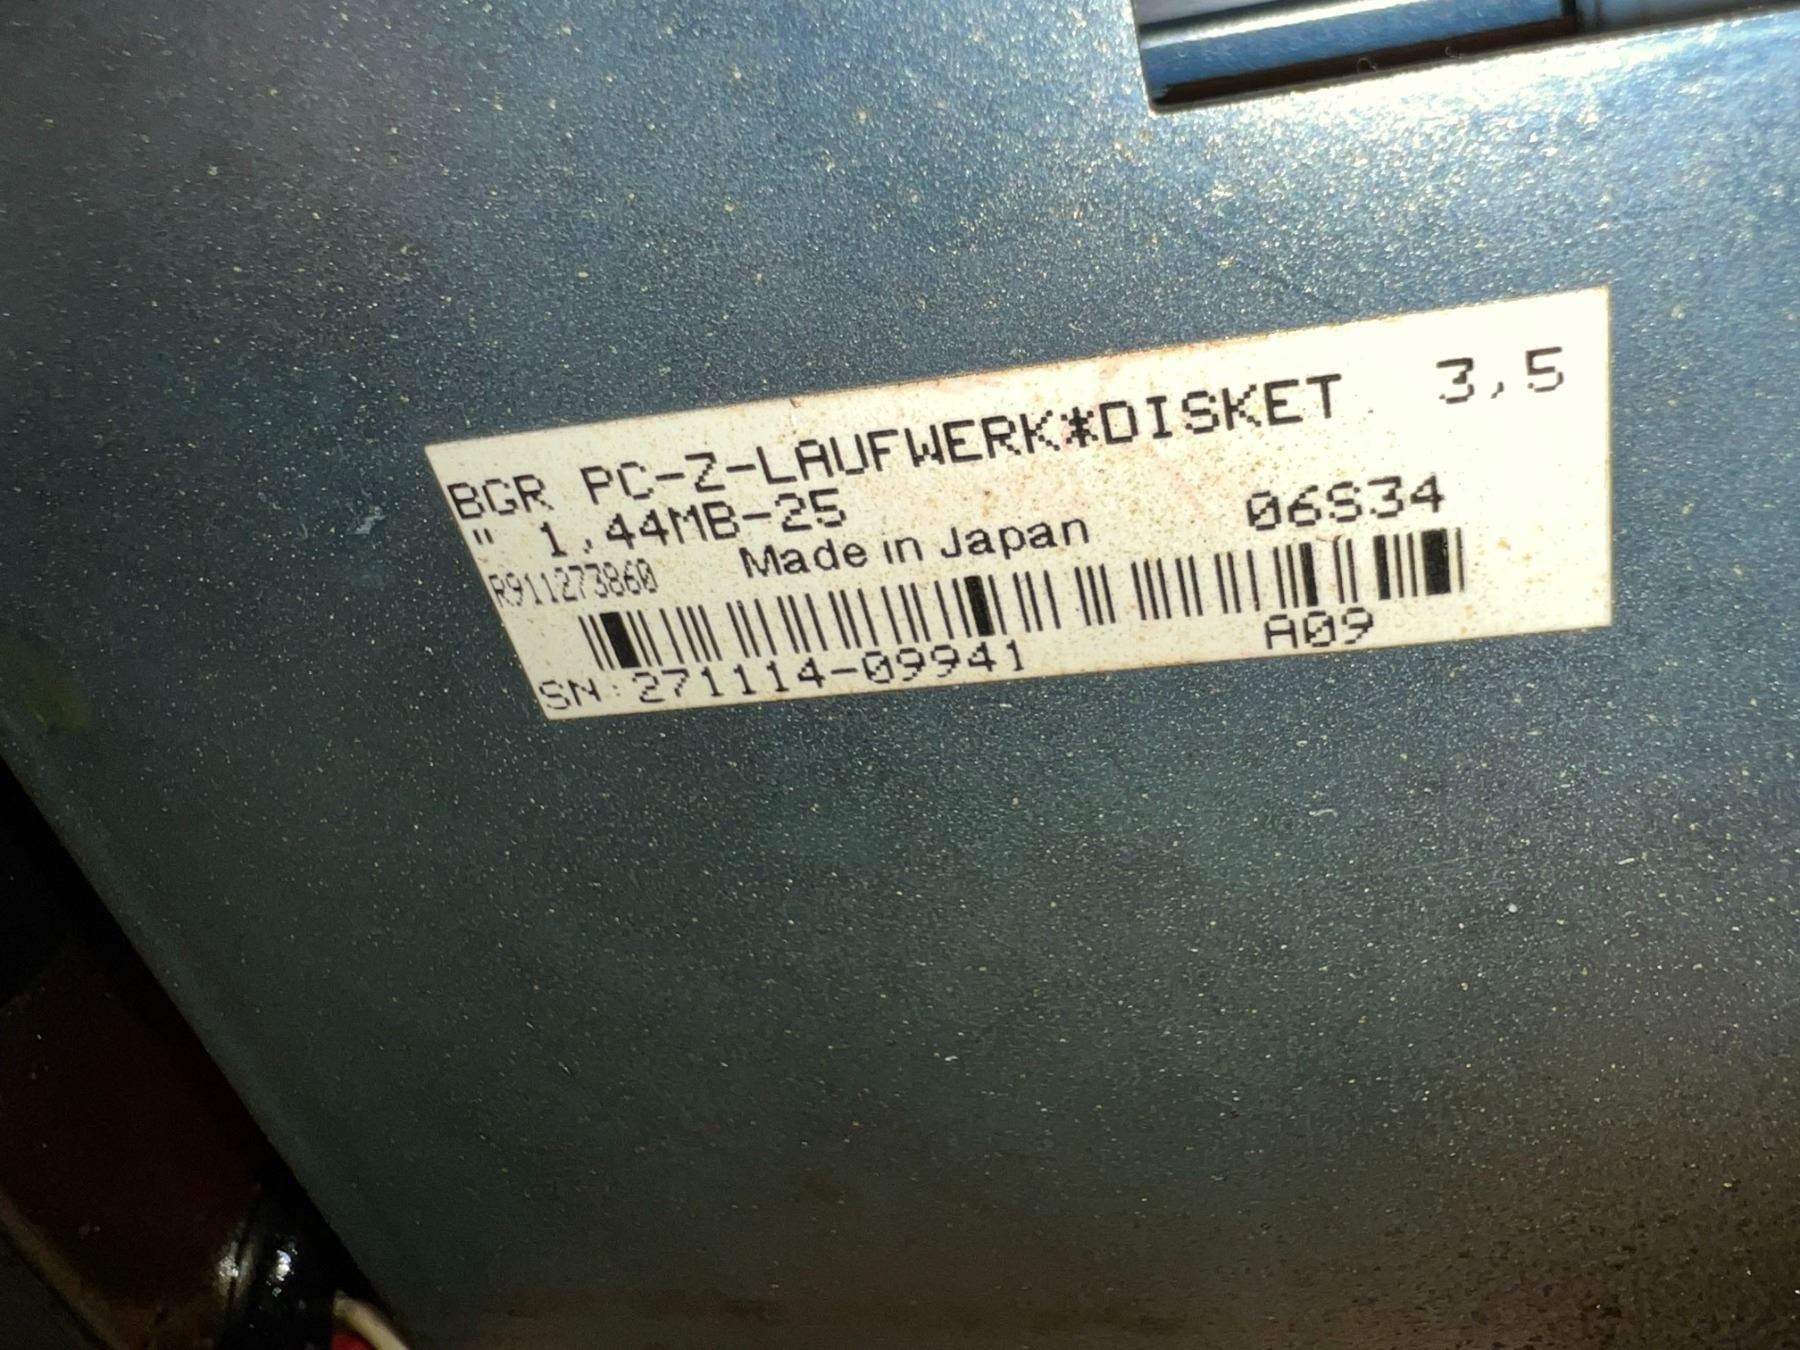 BGR PC-Z-LAUFWERK*DISKET 3,5
" 1,44MB-25
Made in Japan
06S34
R911273860
SN:271114-09941
A09